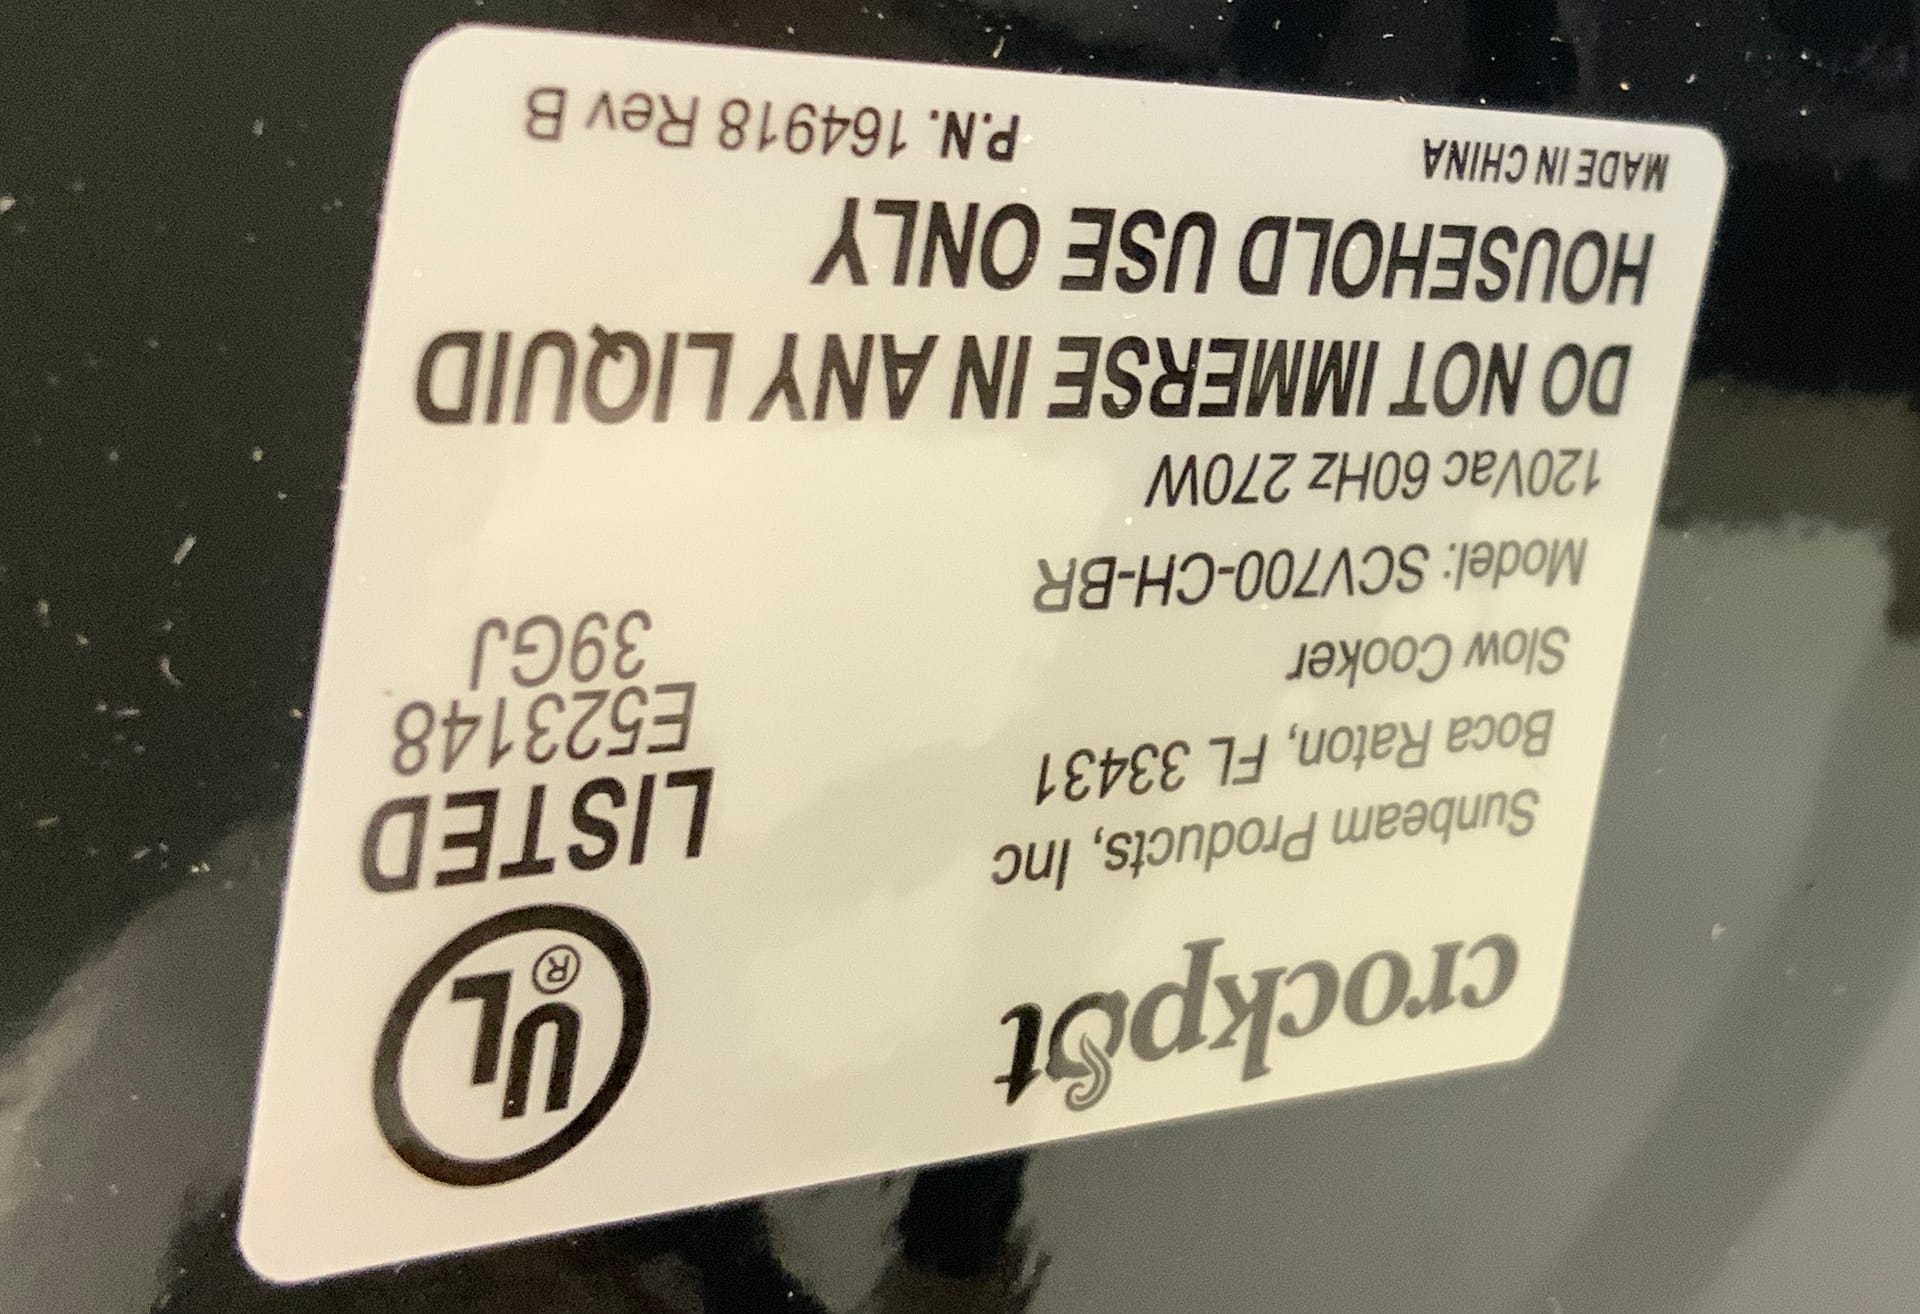 crockpot
Sunbeam Products, Inc
Boca Raton, FL 33431
Slow Cooker
Model: SCV700-CH-BR
120Vac 60Hz 270W
UL®
LISTED
E523148
39GJ
DO NOT IMMERSE IN ANY LIQUID
HOUSEHOLD USE ONLY
MADE IN CHINA
P.N. 164918 Rev B